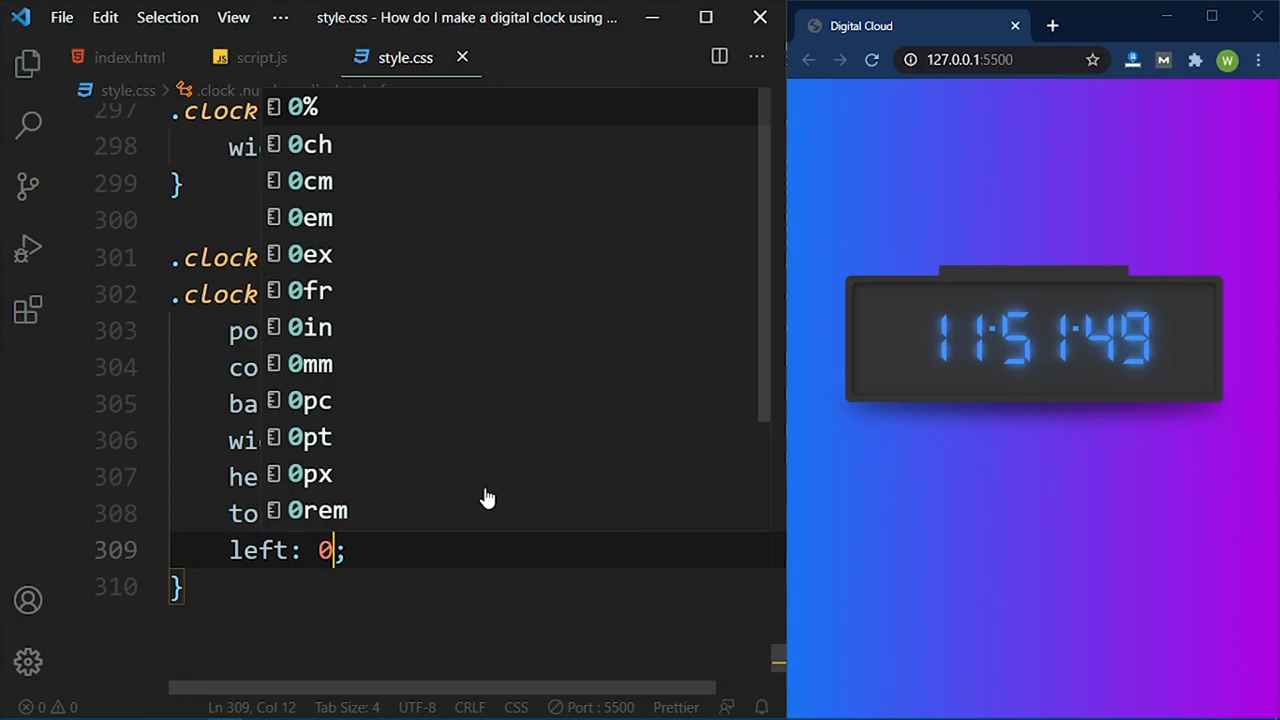 File Edit Selection View ··· style.css - How do I make a digital clock using ...
index.html JS script.js style.css
style.css > .clock .nu
297 .clock
298 wi
299 }
300
301 .clock
302 .clock
303 po
304 co
305 ba
306 wi
307 he
308 to
309 left: 0;
310 }
0%
0ch
0cm
0em
0ex
0fr
0in
0mm
0pc
0pt
0px
0rem
0 0 Ln 309, Col 12 Tab Size: 4 UTF-8 CRLF CSS Port : 5500 Prettier
Digital Cloud
127.0.0.1:5500 M W
11:51:49